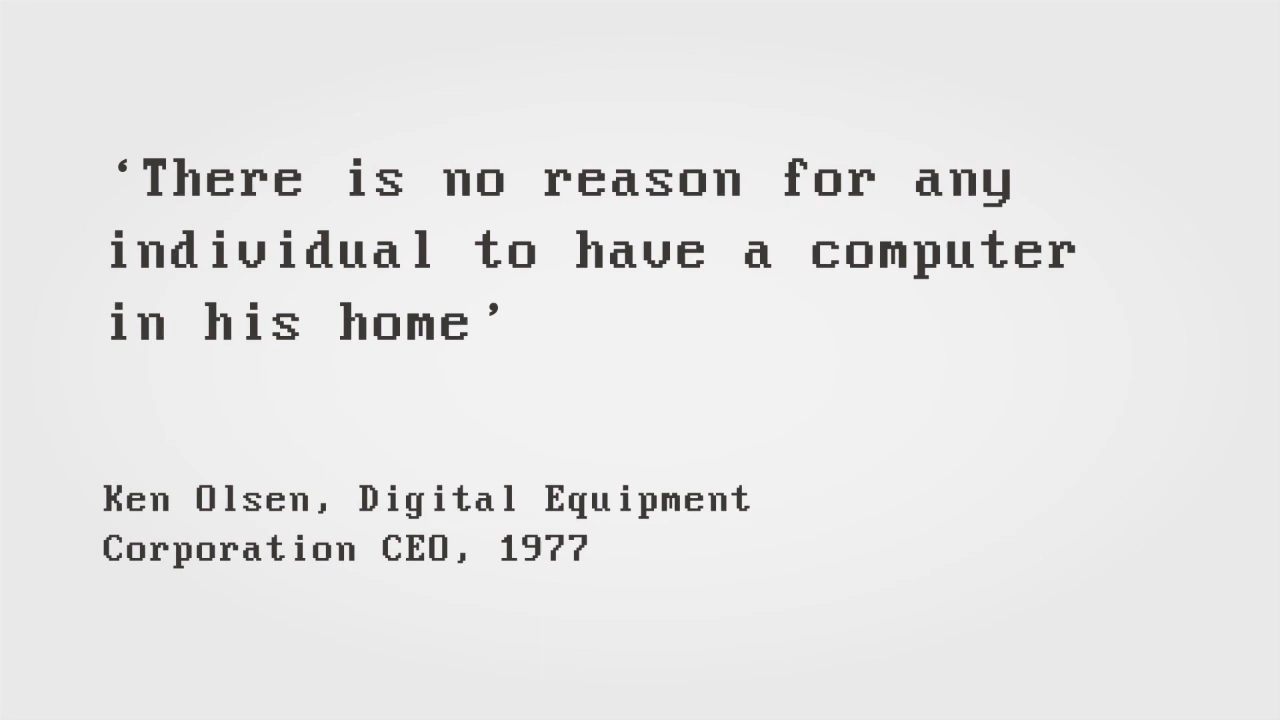 ‘There is no reason for any
individual to have a computer
in his home’
Ken Olsen, Digital Equipment
Corporation CEO, 1977